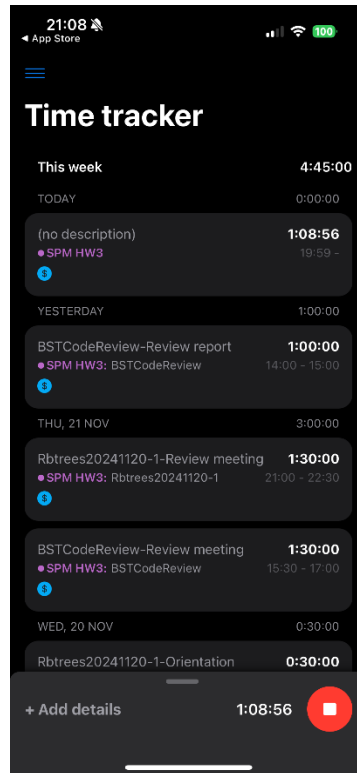 21:08
◀ App Store
100
Time tracker
This week 4:45:00
TODAY 0:00:00
(no description) 1:08:56
SPM HW3 19:59 -
$
YESTERDAY 1:00:00
BSTCodeReview-Review report 1:00:00
SPM HW3: BSTCodeReview 14:00 - 15:00
$
THU, 21 NOV 3:00:00
Rbtrees20241120-1-Review meeting 1:30:00
SPM HW3: Rbtrees20241120-1 21:00 - 22:30
$
BSTCodeReview-Review meeting 1:30:00
SPM HW3: BSTCodeReview 15:30 - 17:00
$
WED, 20 NOV 0:30:00
Rbtrees20241120-1-Orientation 0:30:00
+ Add details 1:08:56